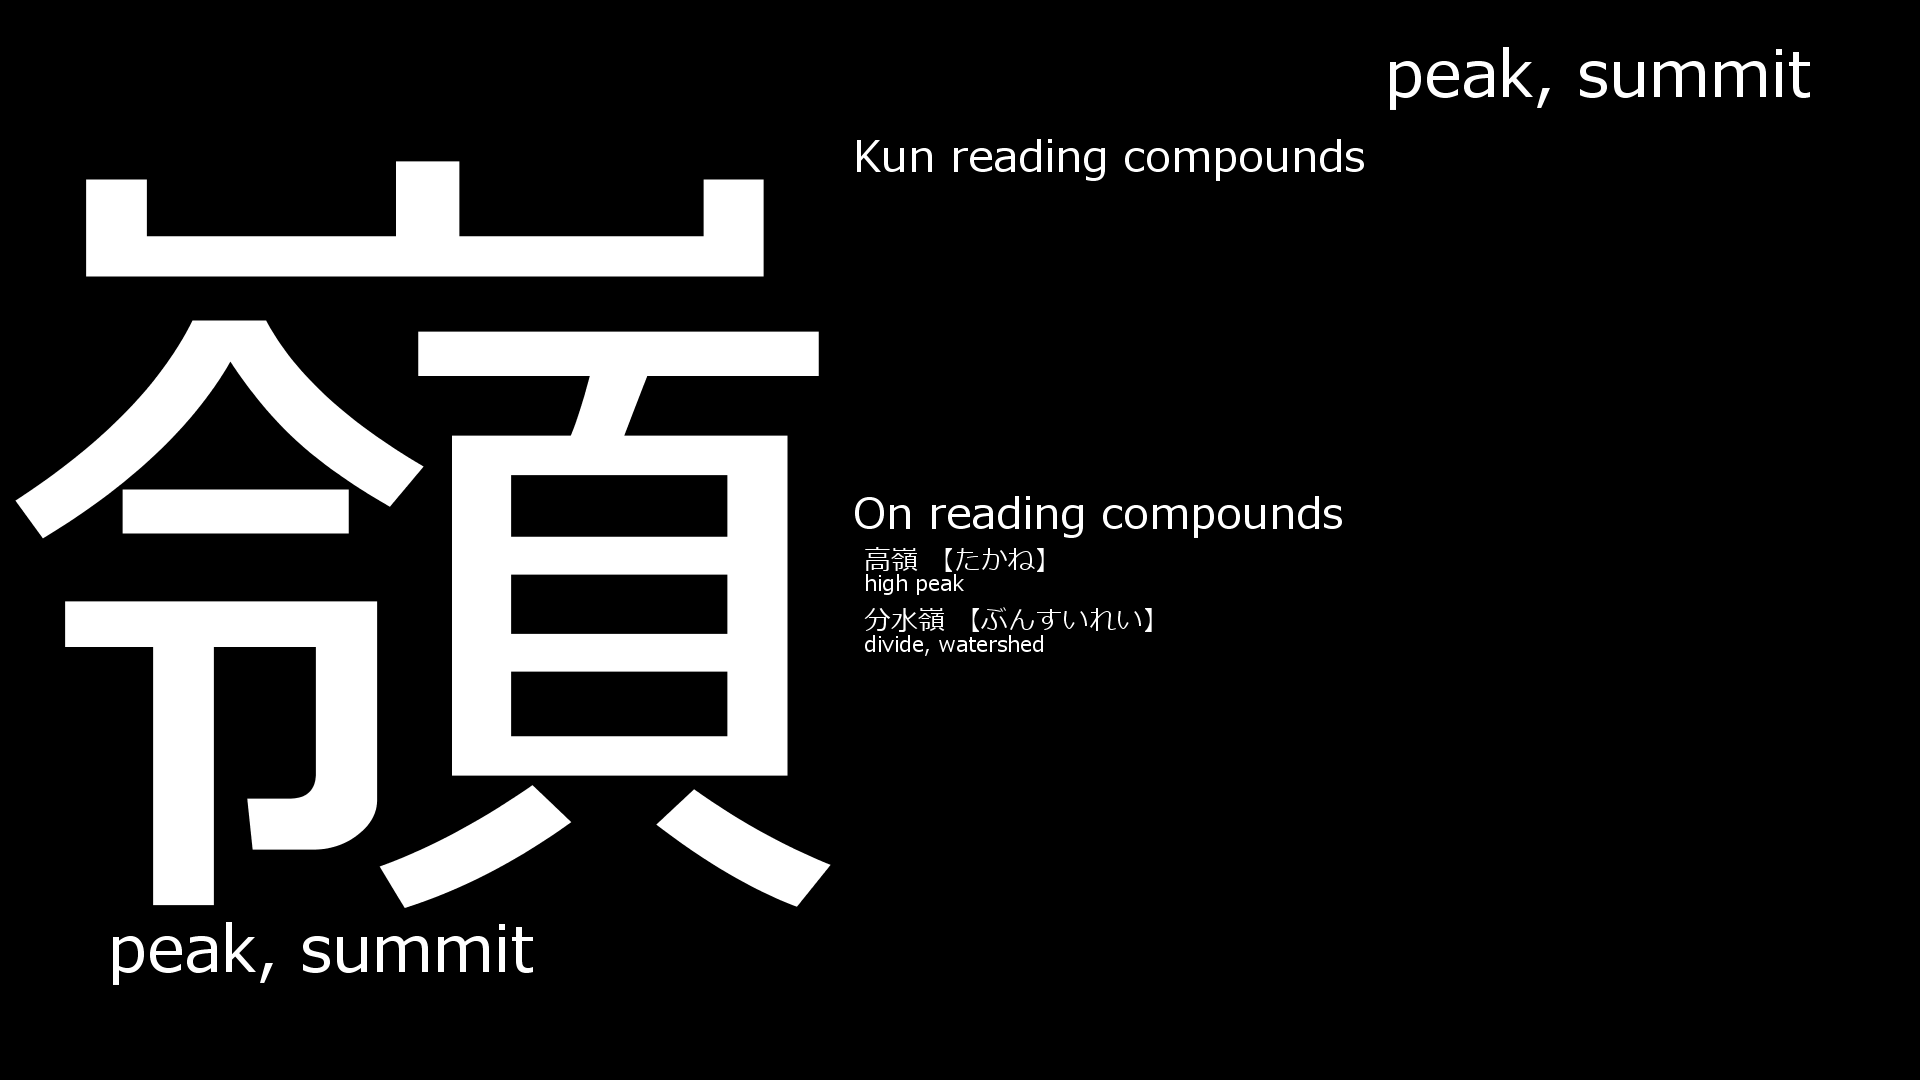 peak, summit
嶺
peak, summit
Kun reading compounds
On reading compounds
高嶺 【たかね】
high peak
分水嶺 【ぶんすいれい】
divide, watershed